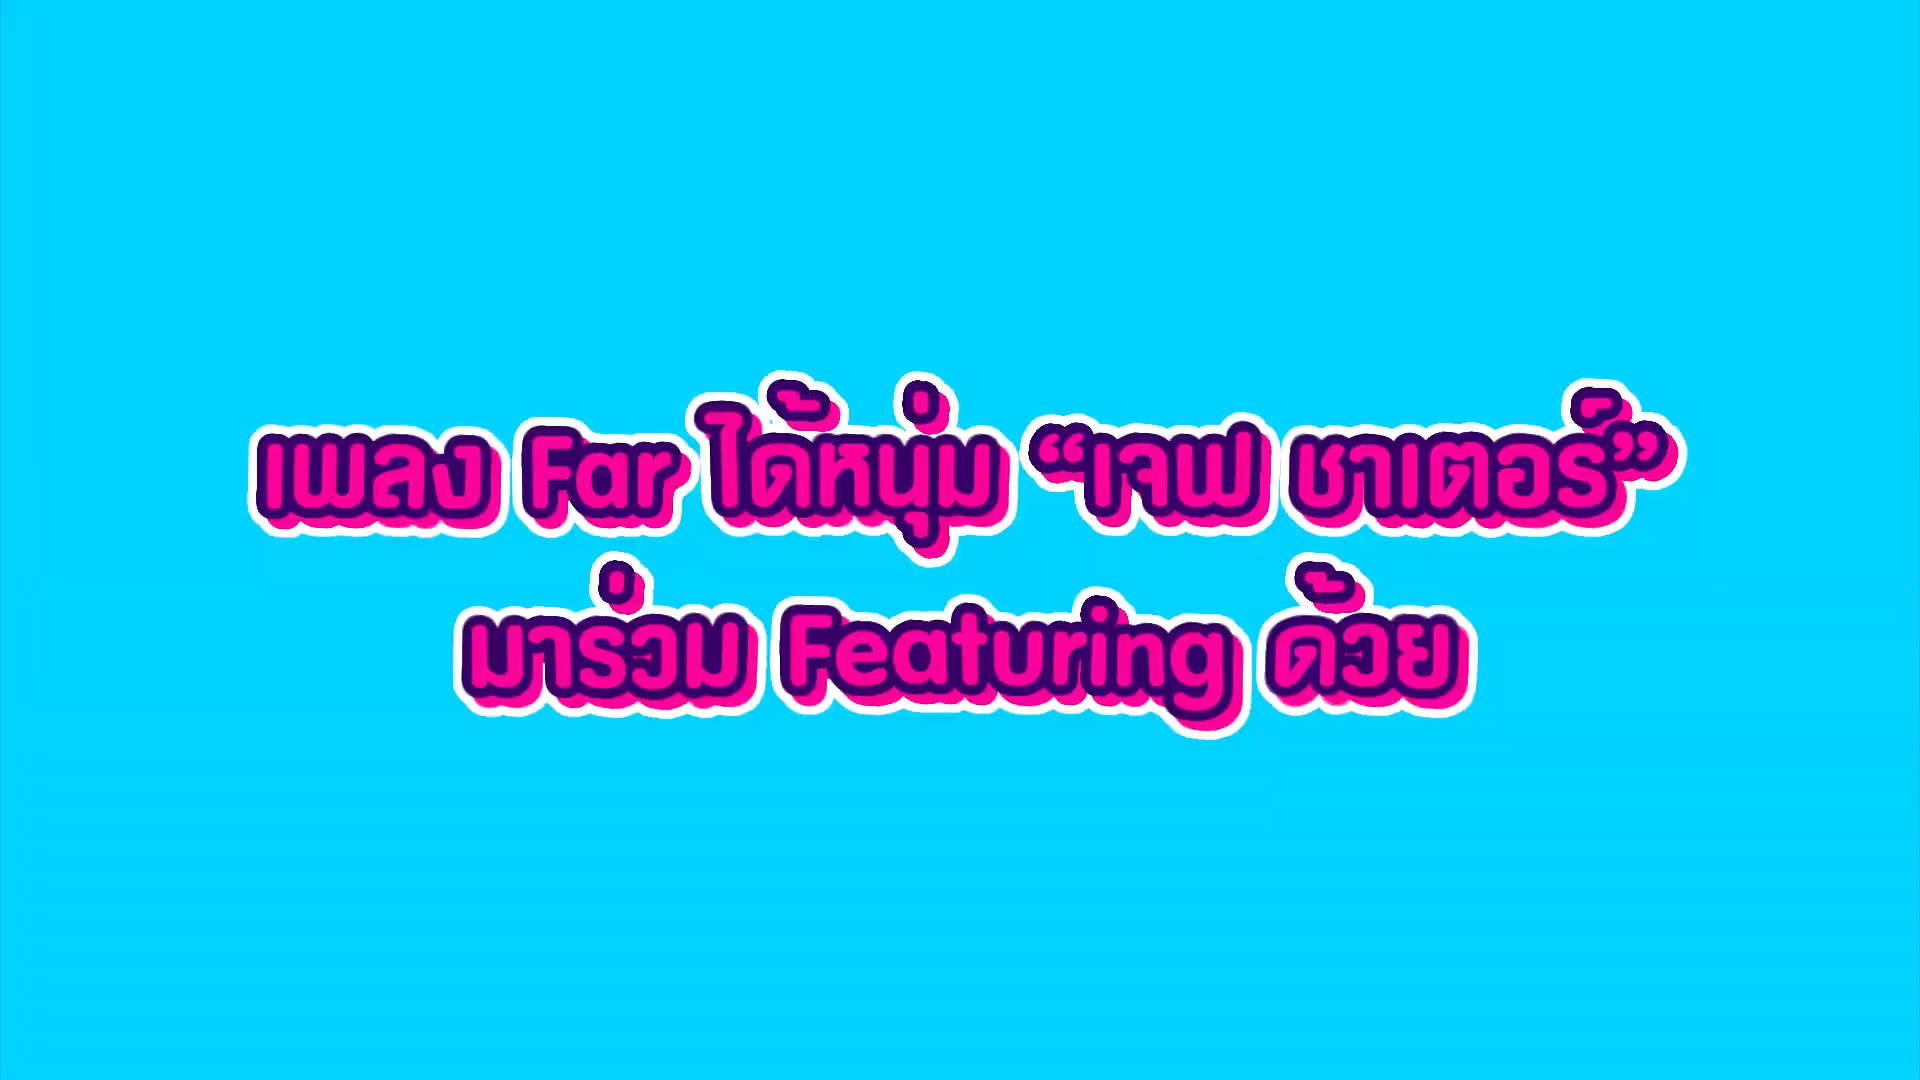 เพลง Far ได้หนุ่ม “เจฟ ซาเตอร์”
มาร่วม Featuring ด้วย